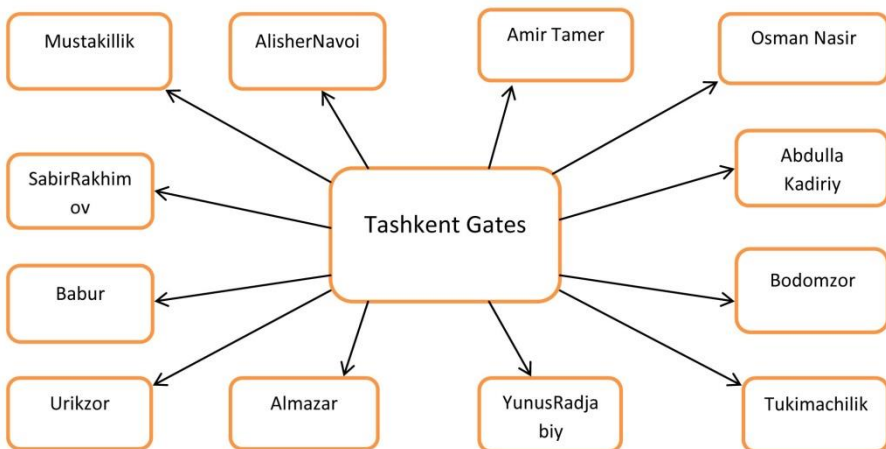 Mustakillik
AlisherNavoi
Amir Tamer
Osman Nasir
SabirRakhim
ov
Tashkent Gates
Abdulla
Kadiriy
Babur
Bodomzor
Urikzor
Almazar
YunusRadja
biy
Tukimachilik